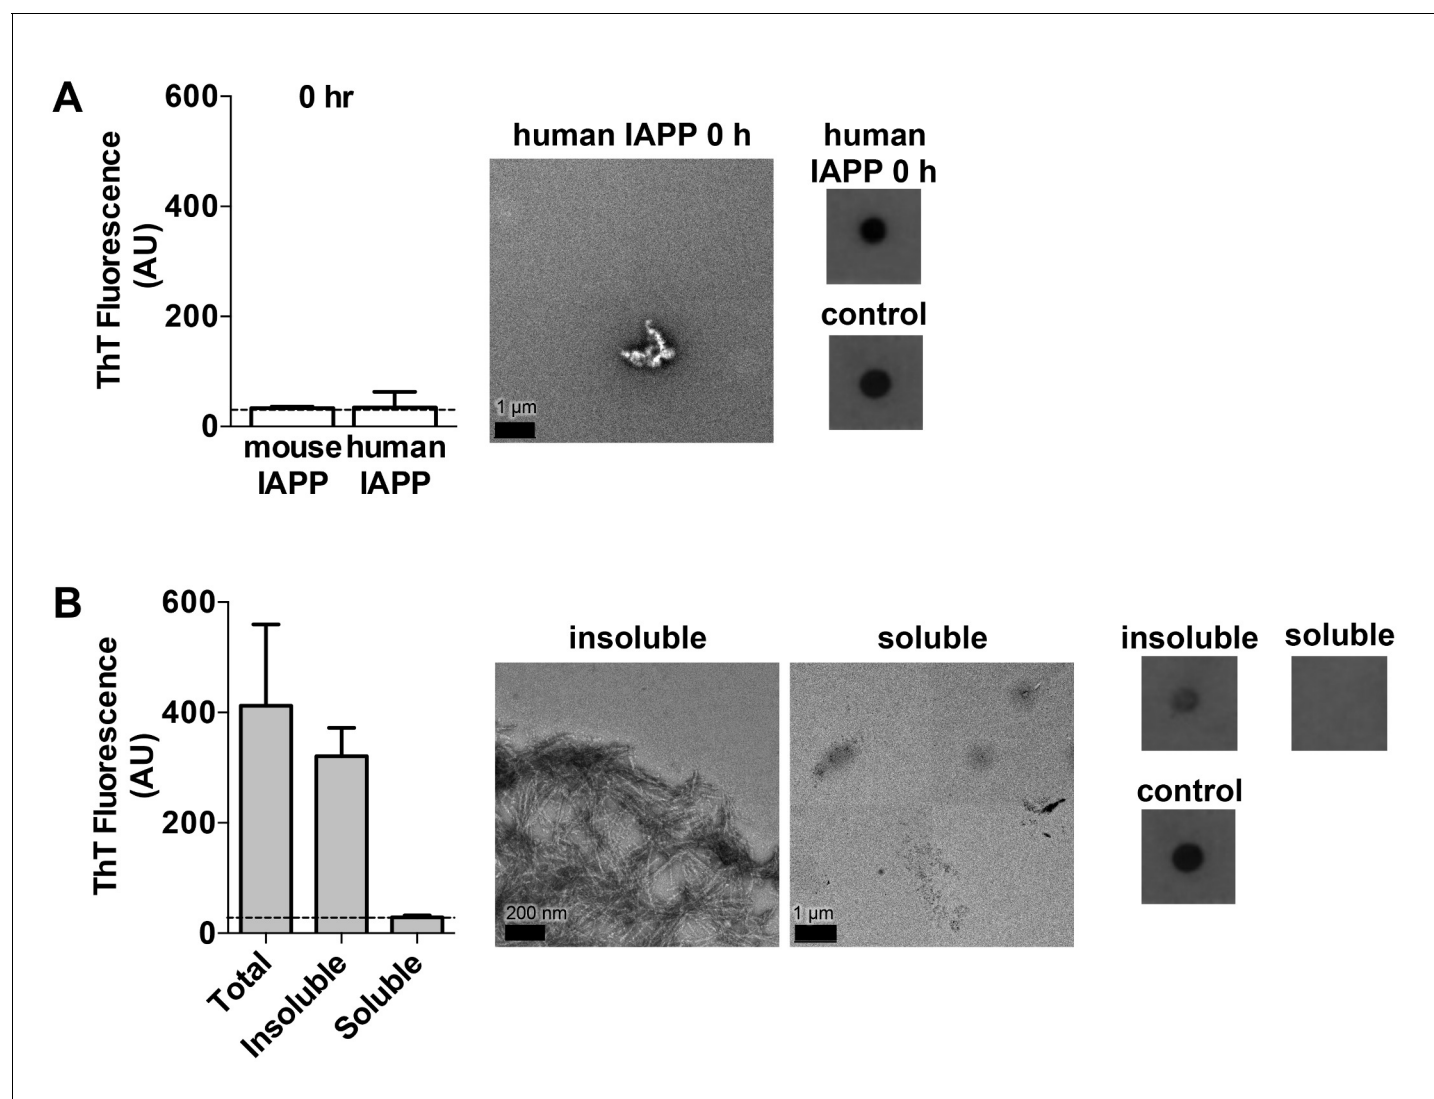 A
600
400
200
0
ThT Fluorescence
(AU)
0 hr
mouse human
IAPP IAPP
human IAPP 0 h
1 µm
human
IAPP 0 h
control
B
600
400
200
0
ThT Fluorescence
(AU)
Total
Insoluble
Soluble
insoluble
200 nm
soluble
1 µm
insoluble
soluble
control